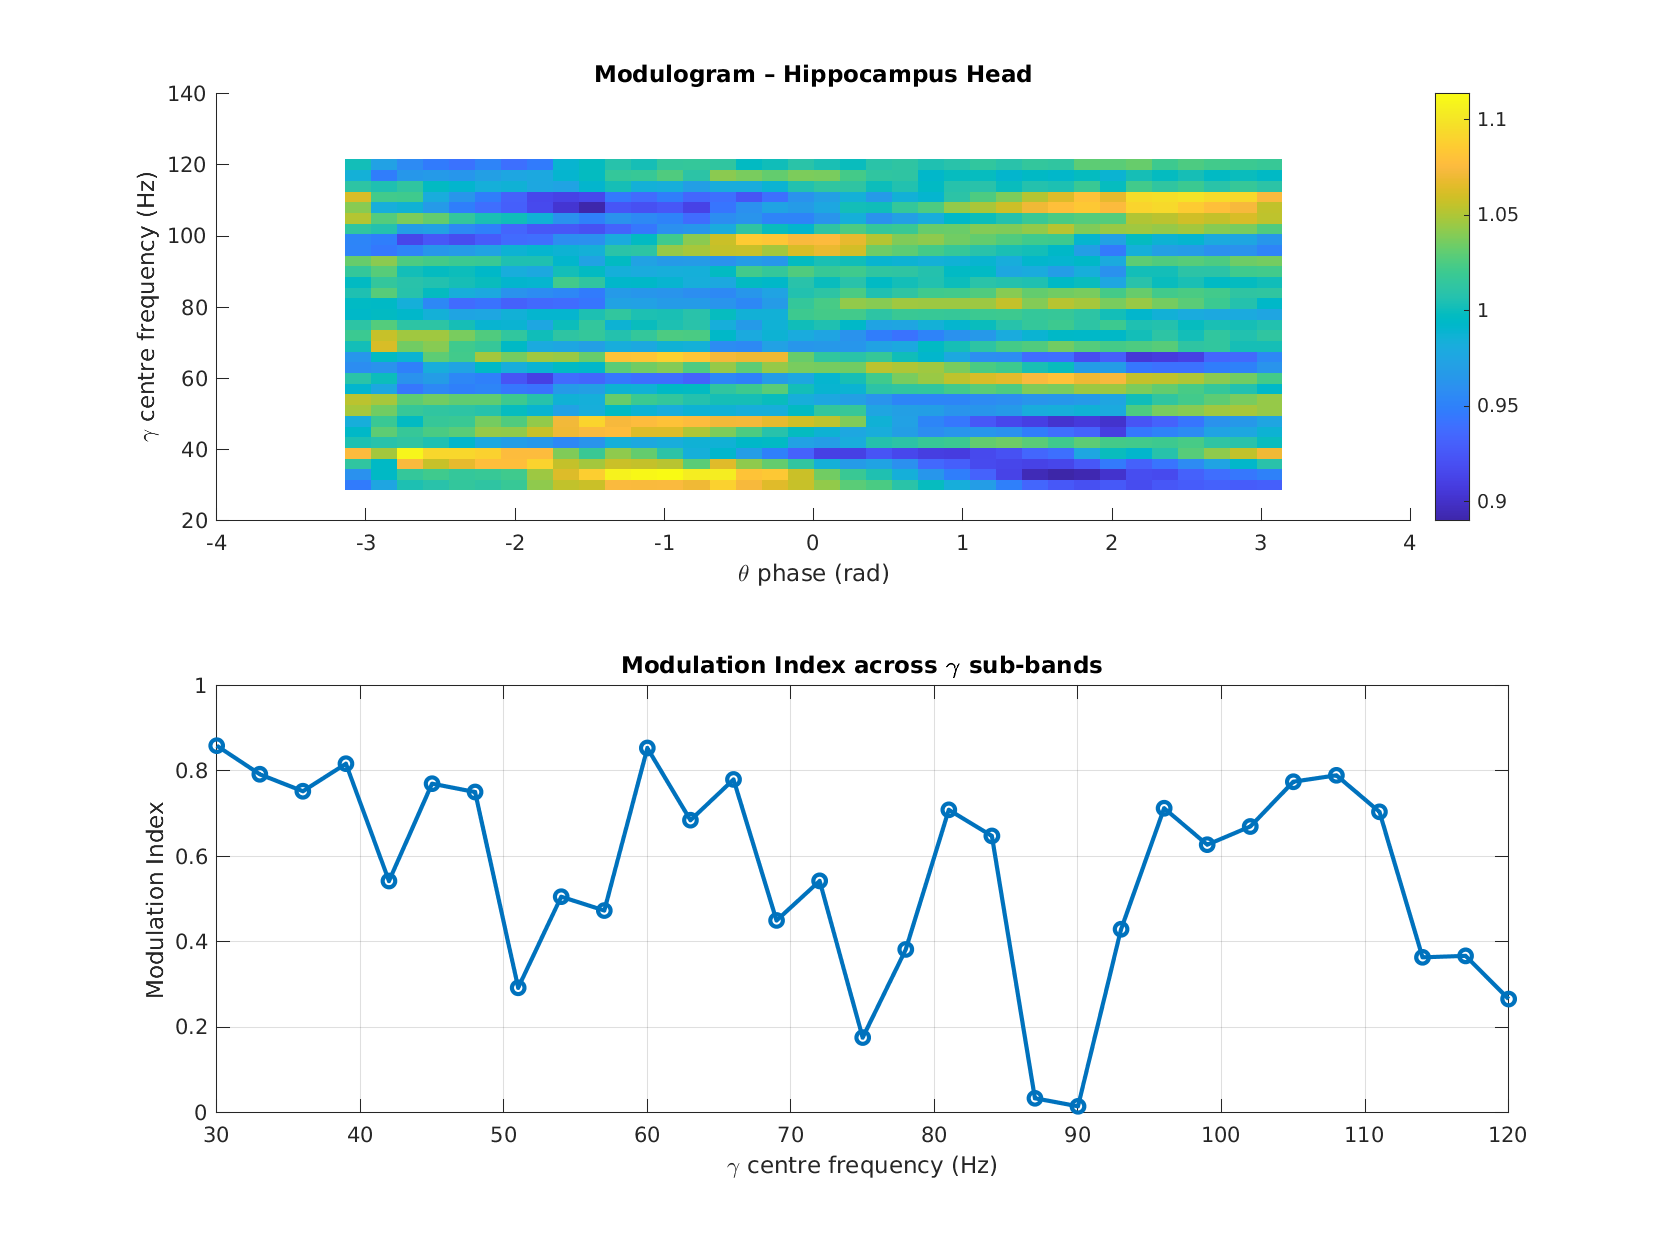 Modulogram – Hippocampus Head
140
120
100
80
60
40
20
γ centre frequency (Hz)
-4 -3 -2 -1 0 1 2 3 4
θ phase (rad)
1.1
1.05
1
0.95
0.9
Modulation Index across γ sub-bands
1
0.8
0.6
0.4
0.2
0
Modulation Index
30 40 50 60 70 80 90 100 110 120
γ centre frequency (Hz)